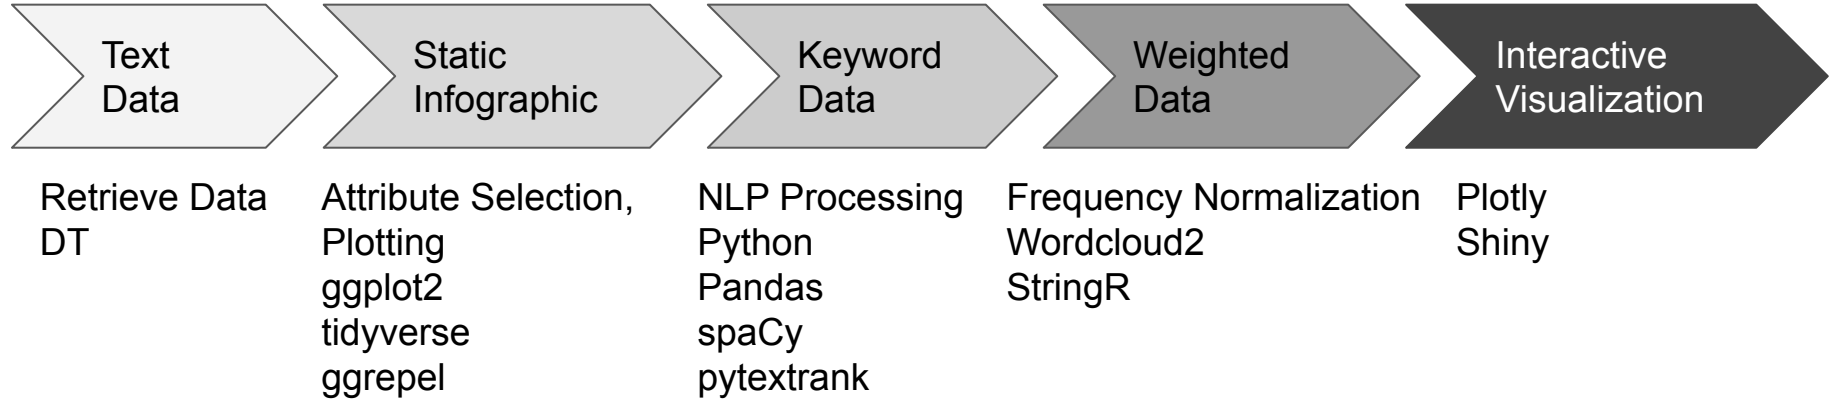 Text
Data
Static
Infographic
Keyword
Data
Weighted
Data
Interactive
Visualization
Retrieve Data
DT
Attribute Selection,
Plotting
ggplot2
tidyverse
ggrepel
NLP Processing
Python
Pandas
spaCy
pytextrank
Frequency Normalization
Wordcloud2
StringR
Plotly
Shiny